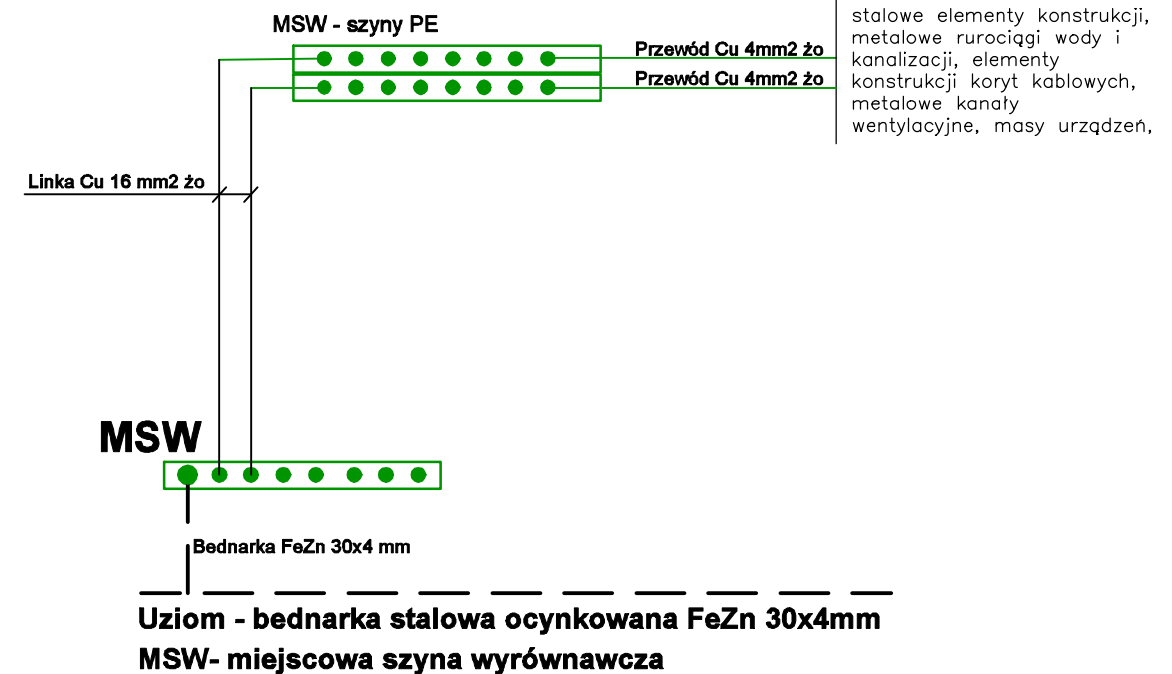 MSW - szyny PE
Przewód Cu 4mm2 żo
Przewód Cu 4mm2 żo
stalowe elementy konstrukcji,
metalowe rurociągi wody i
kanalizacji, elementy
konstrukcji koryt kablowych,
metalowe kanały
wentylacyjne, masy urządzeń,
Linka Cu 16 mm2 żo
MSW
Bednarka FeZn 30x4 mm
Uziom - bednarka stalowa ocynkowana FeZn 30x4mm
MSW- miejscowa szyna wyrównawcza